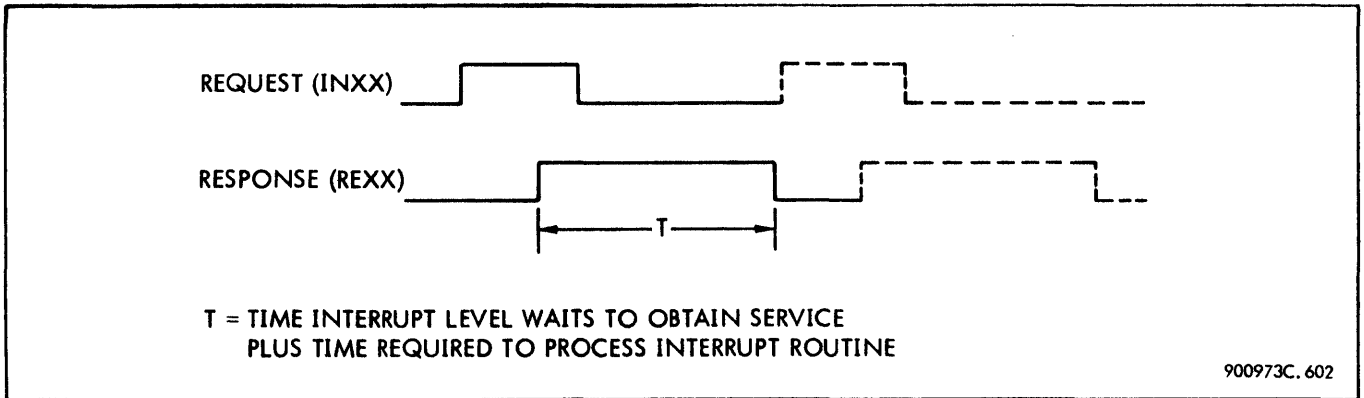 REQUEST (INXX)
RESPONSE (REXX)
T
T = TIME INTERRUPT LEVEL WAITS TO OBTAIN SERVICE
PLUS TIME REQUIRED TO PROCESS INTERRUPT ROUTINE
900973C.602